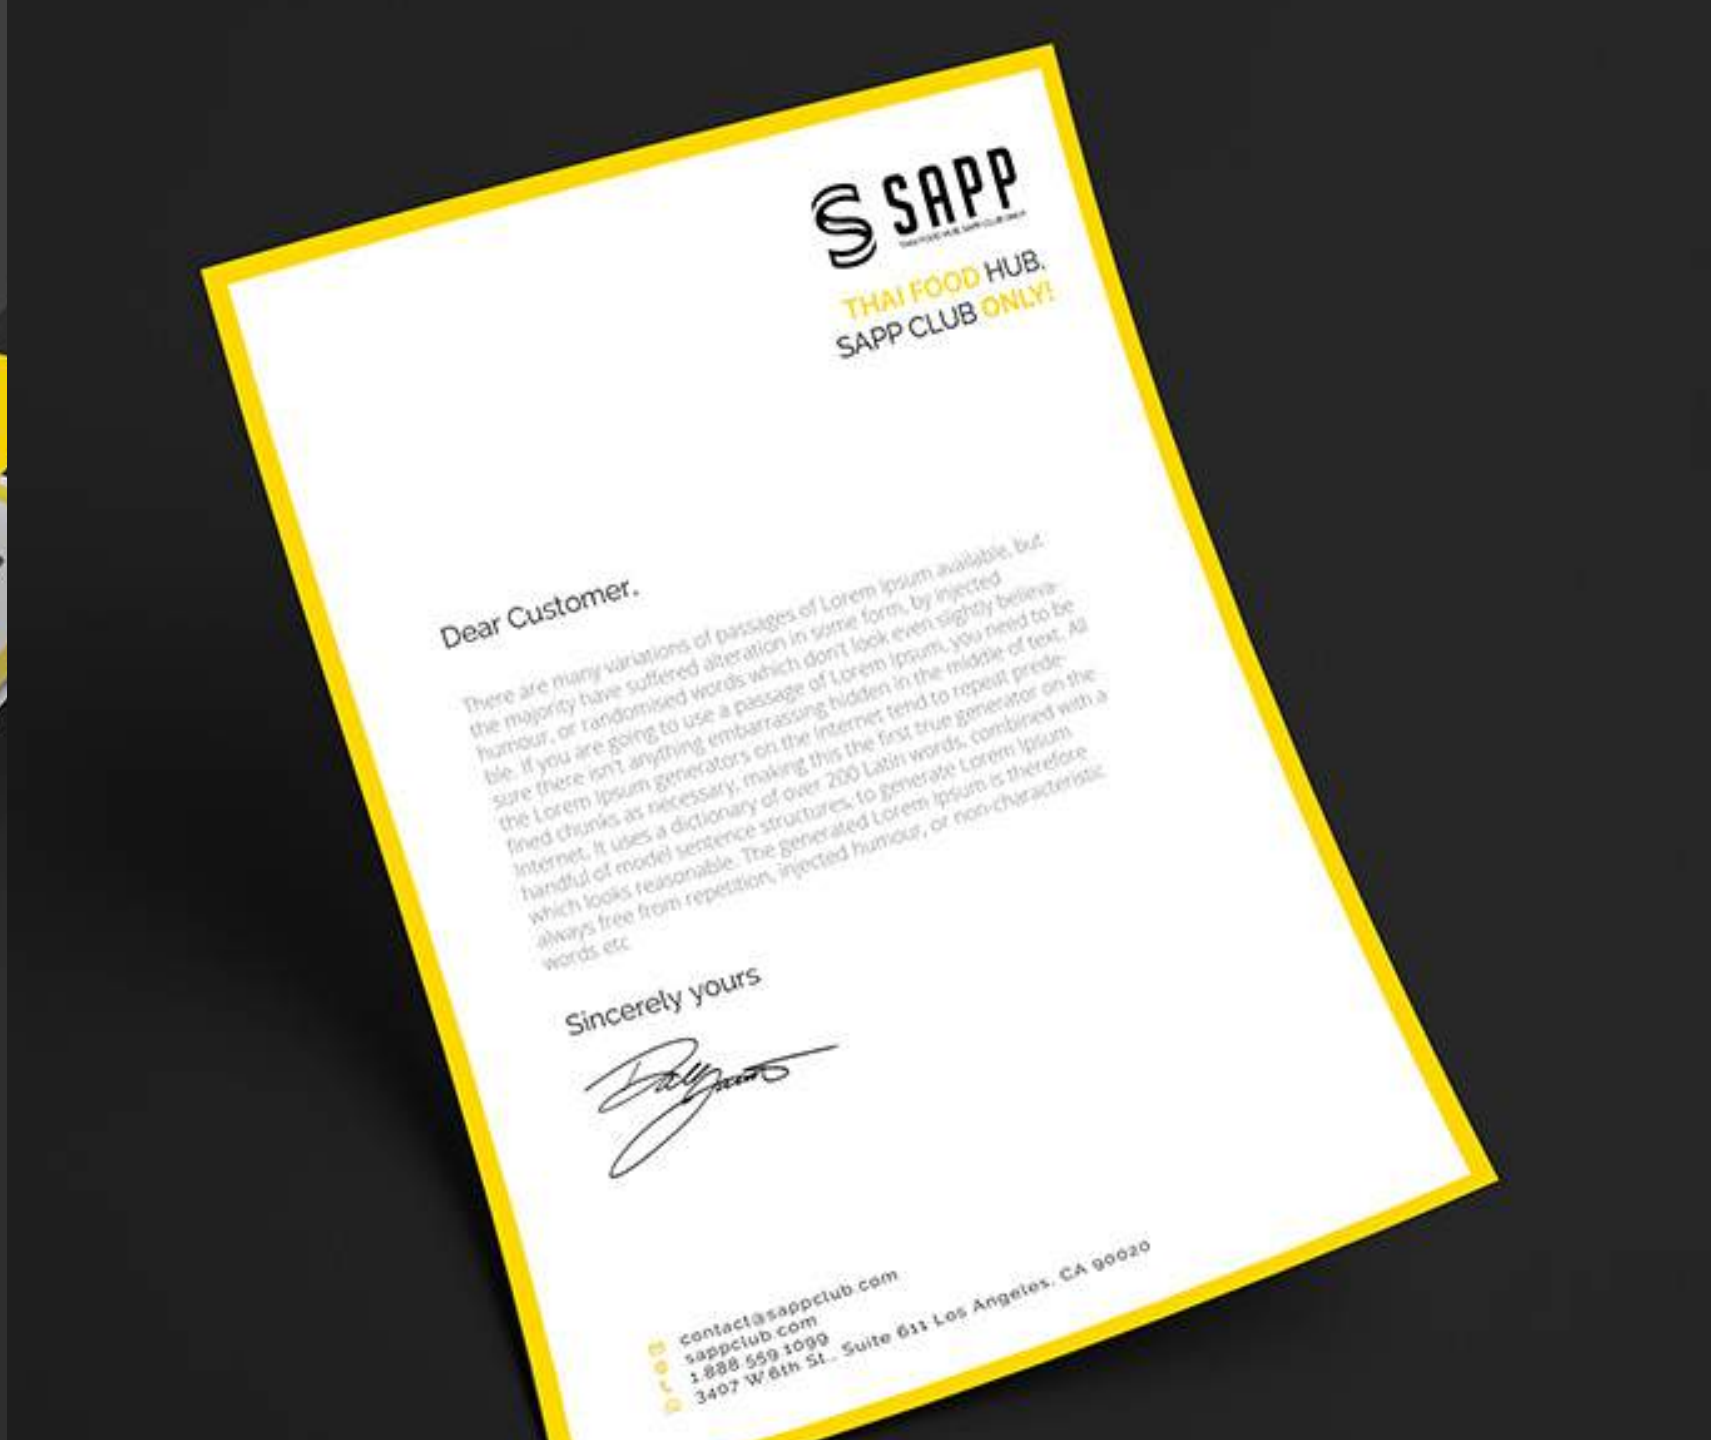 SAPP
THAI FOOD HUB. SAPP CLUB ONLY!
THAI FOOD HUB.
SAPP CLUB ONLY!
Dear Customer,
There are many variations of passages of Lorem Ipsum available, but
the majority have suffered alteration in some form, by injected
humour, or randomised words which don't look even slightly believa-
ble. If you are going to use a passage of Lorem Ipsum, you need to be
sure there isn't anything embarrassing hidden in the middle of text. All
the Lorem Ipsum generators on the Internet tend to repeat prede-
fined chunks as necessary, making this the first true generator on the
Internet. It uses a dictionary of over 200 Latin words, combined with a
handful of model sentence structures, to generate Lorem Ipsum
which looks reasonable. The generated Lorem Ipsum is therefore
always free from repetition, injected humour, or non-characteristic
words etc
Sincerely yours
contact@sappclub.com
sappclub.com
1.888 559 1099
3407 W 6th St., Suite 611 Los Angeles, CA 90020